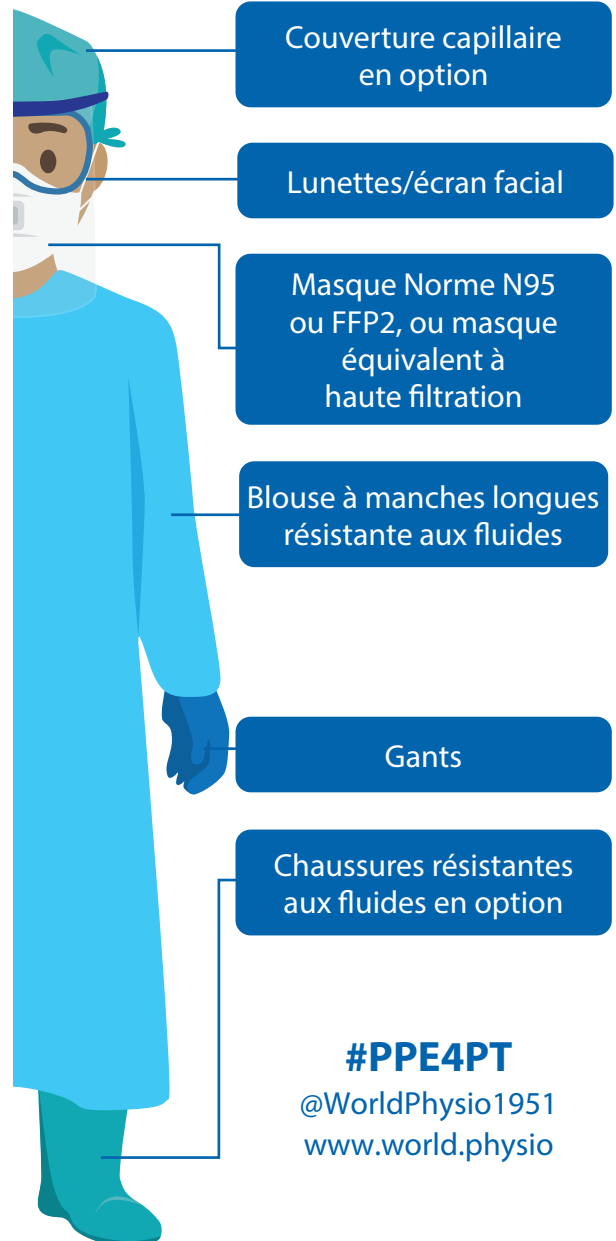 Couverture capillaire
en option
Lunettes/écran facial
Masque Norme N95
ou FFP2, ou masque
équivalent à
haute filtration
Blouse à manches longues
résistante aux fluides
Gants
Chaussures résistantes
aux fluides en option
#PPE4PT
@WorldPhysio1951
www.world.physio